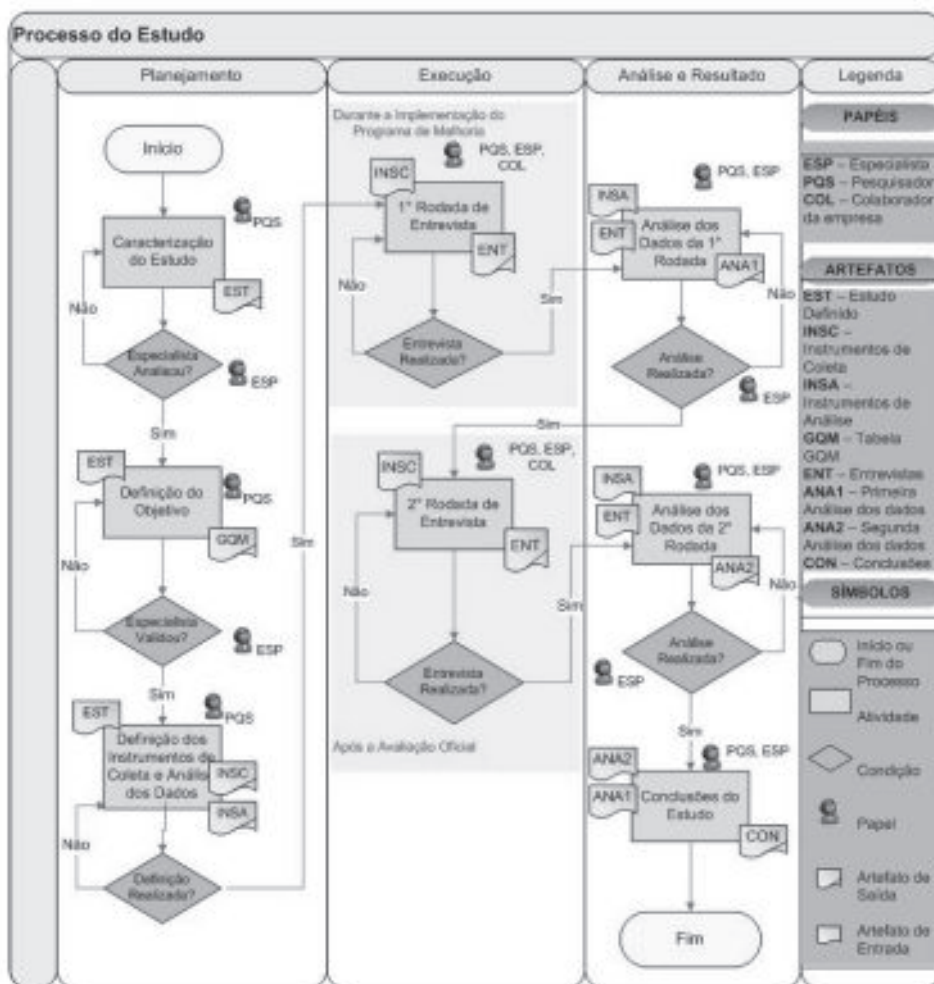 Processo do Estudo
Planejamento
Execução
Análise e Resultado
Legenda
Início
PQS
Caracterização
do Estudo
EST
Não
Especialista
Analisou?
ESP
Sim
EST
Definição do
Objetivo
PQS
GQM
Não
Especialista
Validou?
ESP
Sim
EST
PQS
Definição dos
Instrumentos de
Coleta e Análise
dos Dados
INSC
INSA
Não
Definição
Realizada?
Sim
Durante a Implementação do
Programa de Melhoria
PQS, ESP,
COL
INSC
1° Rodada de
Entrevista
ENT
Não
Entrevista
Realizada?
Sim
PQS, ESP,
COL
INSC
2° Rodada de
Entrevista
ENT
Não
Entrevista
Realizada?
Sim
Após a Avaliação Oficial
PQS, ESP
INSA
ENT
Análise dos
Dados da 1°
Rodada
ANA1
Não
Análise
Realizada?
ESP
Sim
PQS, ESP
INSA
ENT
Análise dos
Dados da 2°
Rodada
ANA2
Não
Análise
Realizada?
ESP
Sim
PQS, ESP
ANA2
ANA1
Conclusões do
Estudo
CON
Fim
PAPÉIS
ESP – Especialista
PQS – Pesquisador
COL – Colaborador
da empresa
ARTEFATOS
EST – Estudo
Definido
INSC –
Instrumentos de
Coleta
INSA –
Instrumentos de
Análise
GQM – Tabela
GQM
ENT – Entrevistas
ANA1 – Primeira
Análise dos dados
ANA2 – Segunda
Análise dos dados
CON – Conclusões
SÍMBOLOS
Início ou
Fim do
Processo
Atividade
Condição
Papel
Artefato de
Saída
Artefato de
Entrada